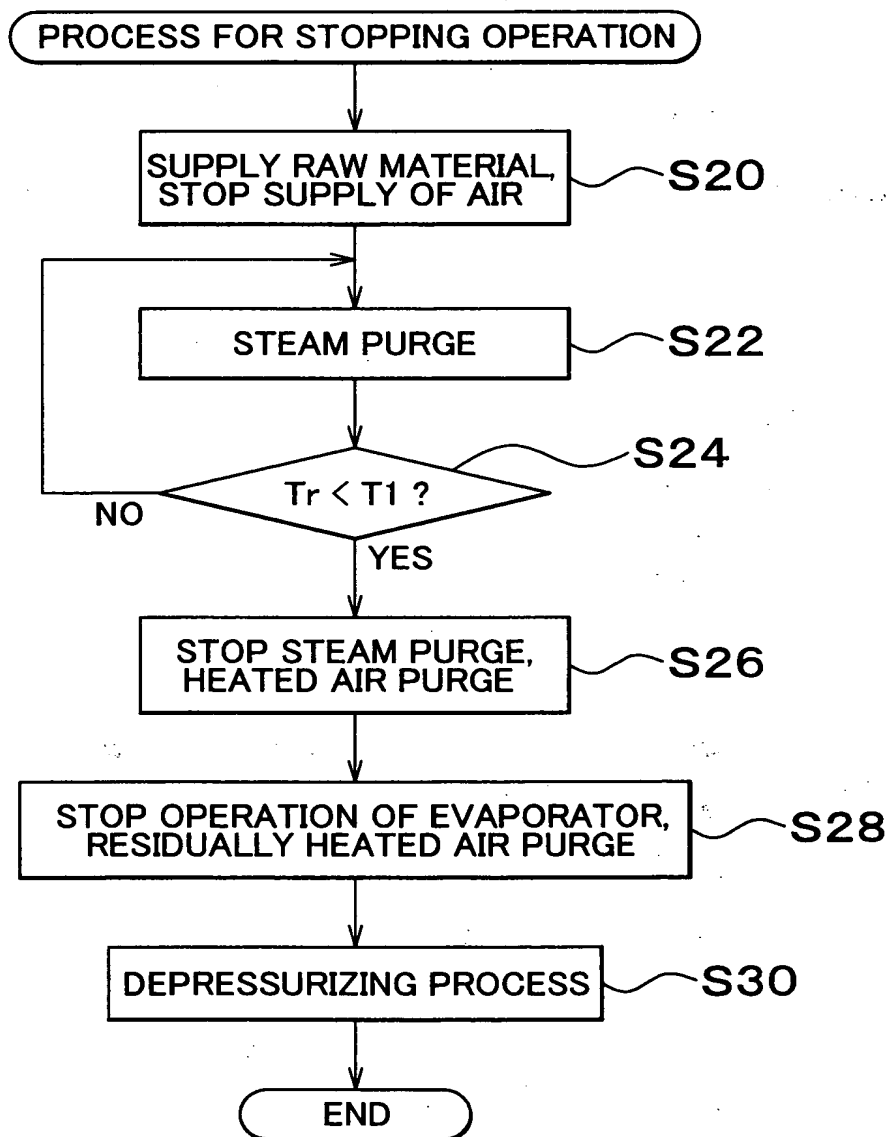 PROCESS FOR STOPPING OPERATION
SUPPLY RAW MATERIAL,
STOP SUPPLY OF AIR
S20
STEAM PURGE
S22
S24
Tr < T1 ?
NO
YES
STOP STEAM PURGE,
HEATED AIR PURGE
S26
STOP OPERATION OF EVAPORATOR,
RESIDUALLY HEATED AIR PURGE
S28
DEPRESSURIZING PROCESS
S30
END